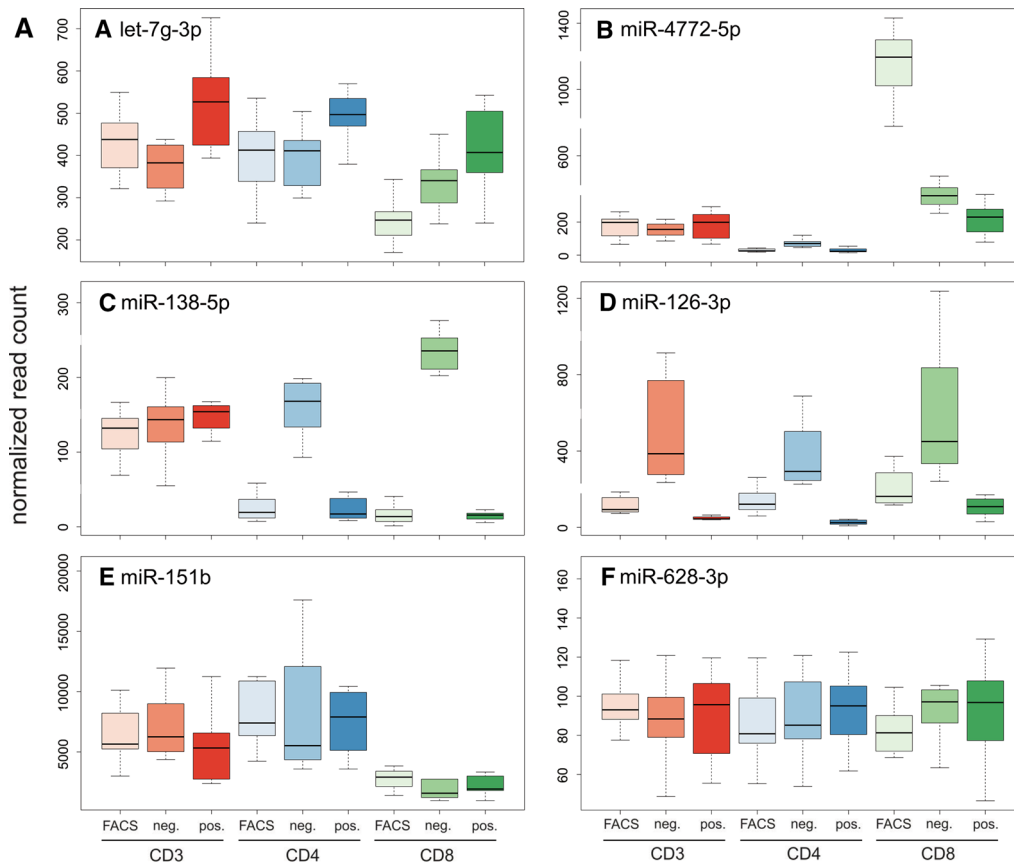 A
A let-7g-3p
700
600
500
400
300
200
B miR-4772-5p
1400
1000
600
200
0
normalized read count
C miR-138-5p
300
200
100
0
D miR-126-3p
1200
800
400
0
E miR-151b
20000
15000
10000
5000
F miR-628-3p
160
140
120
100
80
60
FACS neg. pos. FACS neg. pos. FACS neg. pos.
CD3 CD4 CD8
FACS neg. pos. FACS neg. pos. FACS neg. pos.
CD3 CD4 CD8